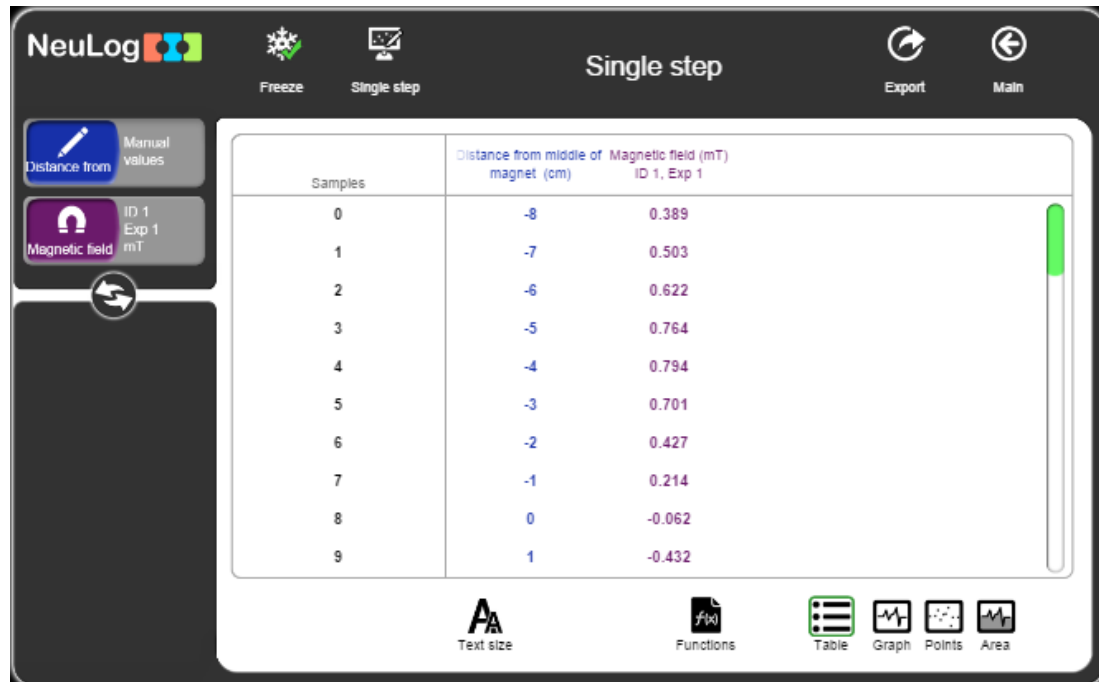 NeuLog
Freeze
Single step
Single step
Export
Main
Distance from
Manual
values
Magnetic field
ID 1
Exp 1
mT
Samples
Distance from middle of
magnet (cm)
Magnetic field (mT)
ID 1, Exp 1
0 -8 0.389
1 -7 0.503
2 -6 0.622
3 -5 0.764
4 -4 0.794
5 -3 0.701
6 -2 0.427
7 -1 0.214
8 0 -0.062
9 1 -0.432
Text size
f(x)
Functions
Table
Graph
Points
Area